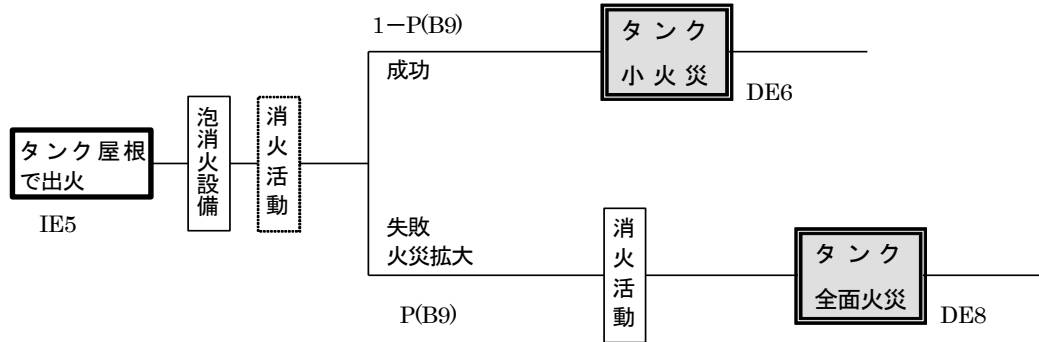 1－P(B9)
成功
タンク
小火災
DE6
タンク屋根
で出火
IE5
泡消火設備
消火活動
失敗
火災拡大
P(B9)
消火活動
タンク
全面火災
DE8